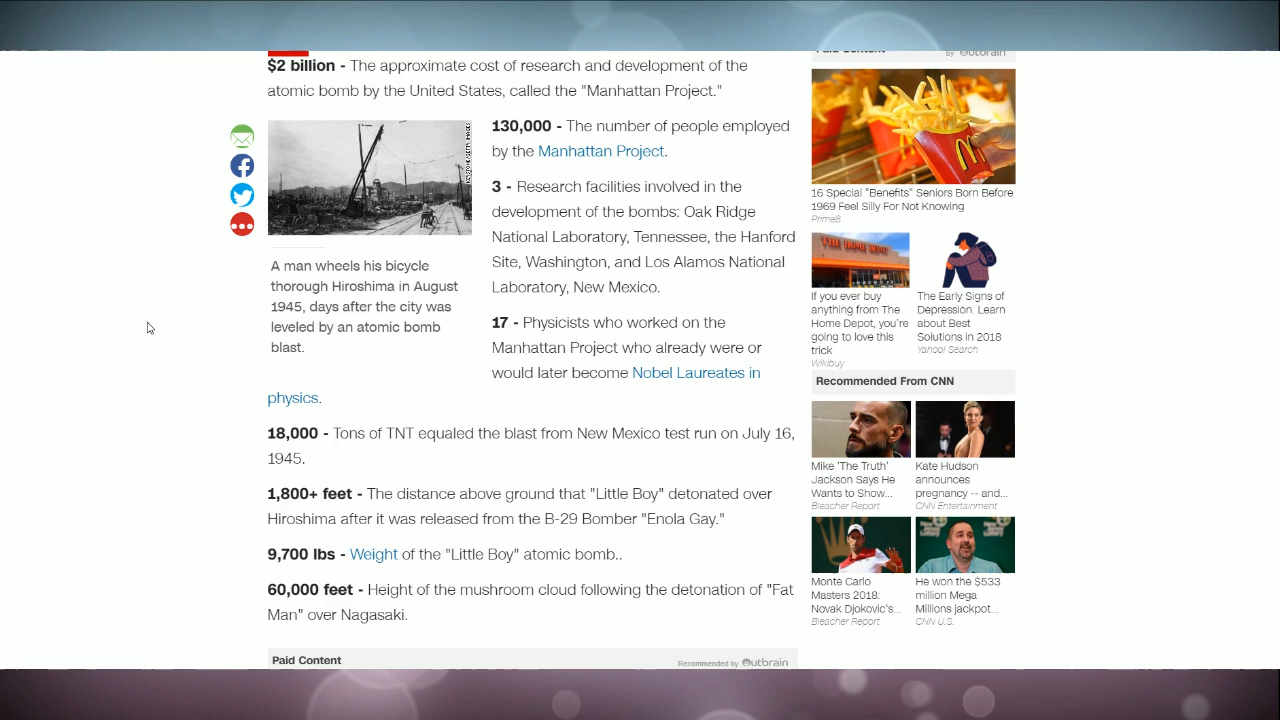 $2 billion - The approximate cost of research and development of the
atomic bomb by the United States, called the "Manhattan Project."
130,000 - The number of people employed
by the Manhattan Project.
3 - Research facilities involved in the
development of the bombs: Oak Ridge
National Laboratory, Tennessee, the Hanford
Site, Washington, and Los Alamos National
Laboratory, New Mexico.
17 - Physicists who worked on the
Manhattan Project who already were or
would later become Nobel Laureates in
physics.
A man wheels his bicycle
thorough Hiroshima in August
1945, days after the city was
leveled by an atomic bomb
blast.
18,000 - Tons of TNT equaled the blast from New Mexico test run on July 16,
1945.
1,800+ feet - The distance above ground that "Little Boy" detonated over
Hiroshima after it was released from the B-29 Bomber "Enola Gay."
9,700 lbs - Weight of the "Little Boy" atomic bomb..
60,000 feet - Height of the mushroom cloud following the detonation of "Fat
Man" over Nagasaki.
Paid Content
Recommended by Outbrain
Paid Content
by Outbrain
16 Special "Benefits" Seniors Born Before
1969 Feel Silly For Not Knowing
Prime8
THE HOME DEPOT
If you ever buy
anything from The
Home Depot, you're
going to love this
trick
Wikibuy
The Early Signs of
Depression. Learn
about Best
Solutions in 2018
Yahoo! Search
Recommended From CNN
Mike 'The Truth'
Jackson Says He
Wants to Show...
Bleacher Report
Kate Hudson
announces
pregnancy -- and...
CNN Entertainment
Monte Carlo
Masters 2018:
Novak Djokovic's...
Bleacher Report
He won the $533
million Mega
Millions jackpot...
CNN U.S.